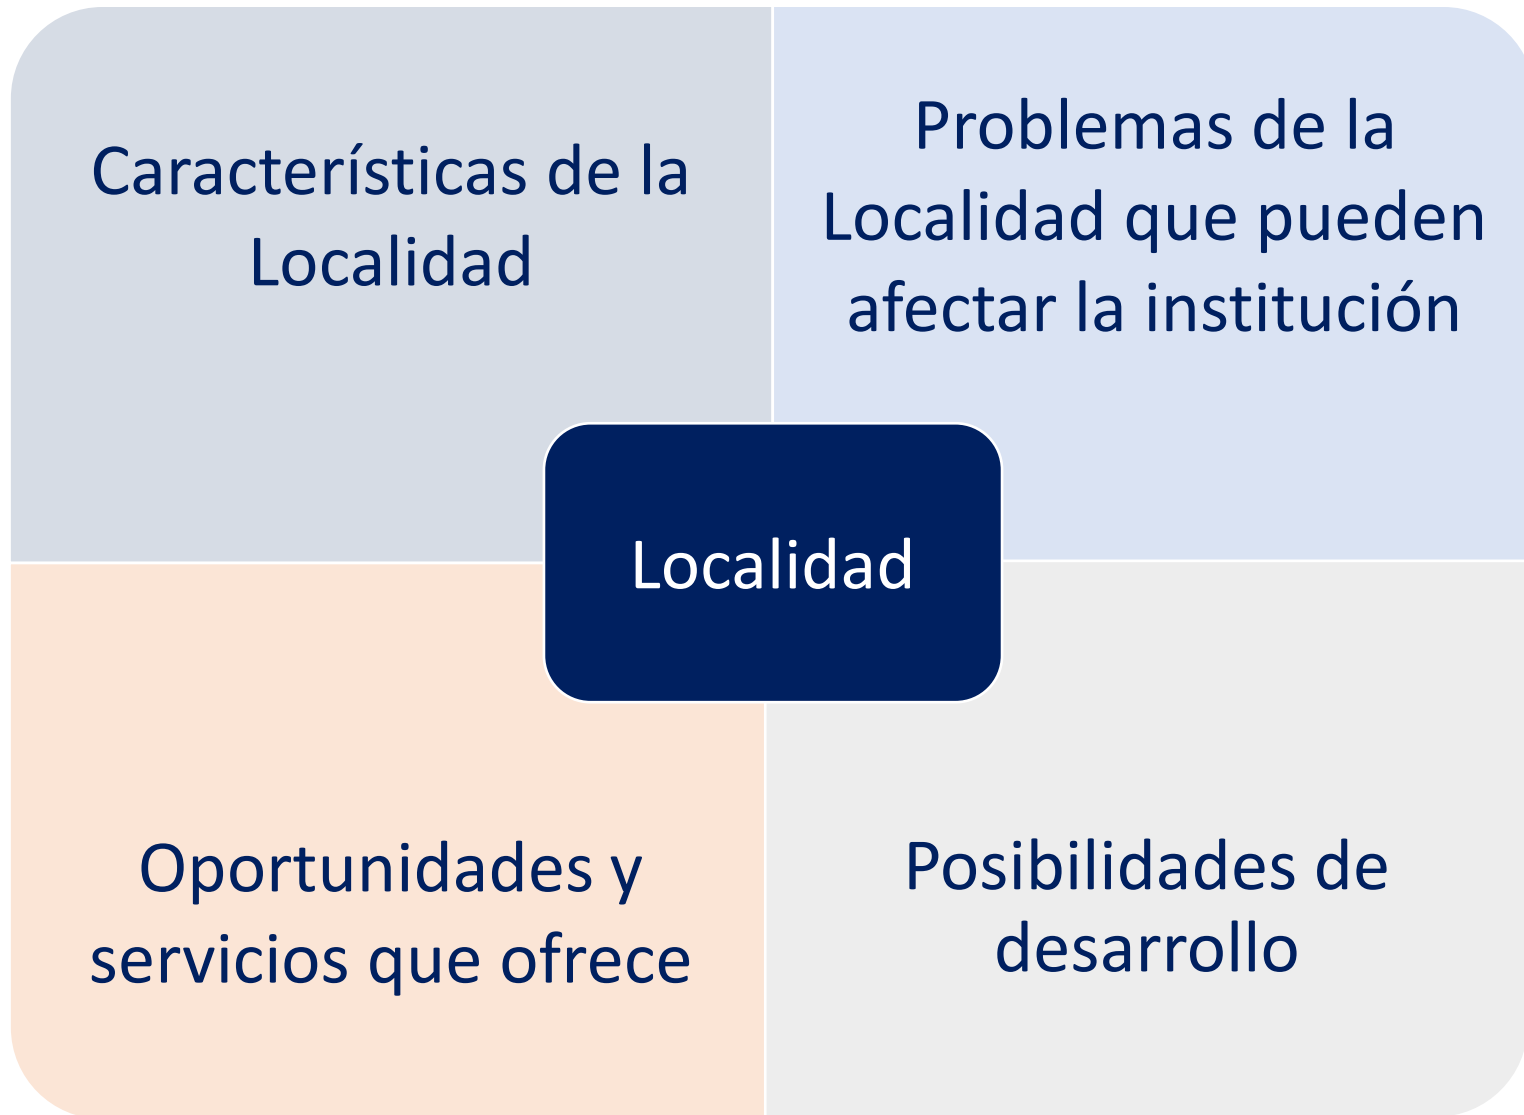 Características de la
Localidad
Problemas de la
Localidad que pueden
afectar la institución
Localidad
Oportunidades y
servicios que ofrece
Posibilidades de
desarrollo